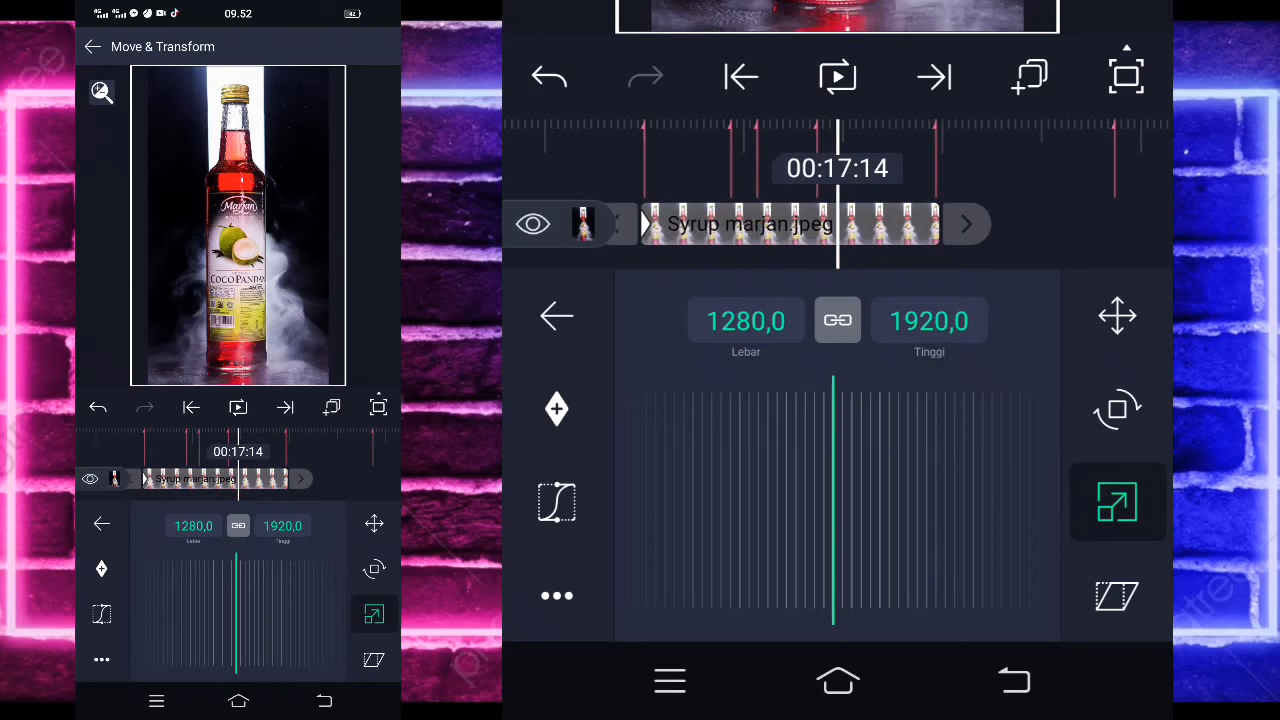 09.52
Move & Transform
Marjan
COCO PANDAN
00:17:14
Syrup marjan.jpeg
1280,0
1920,0
Lebar
Tinggi
00:17:14
Syrup marjan.jpeg
1280,0
1920,0
Lebar
Tinggi